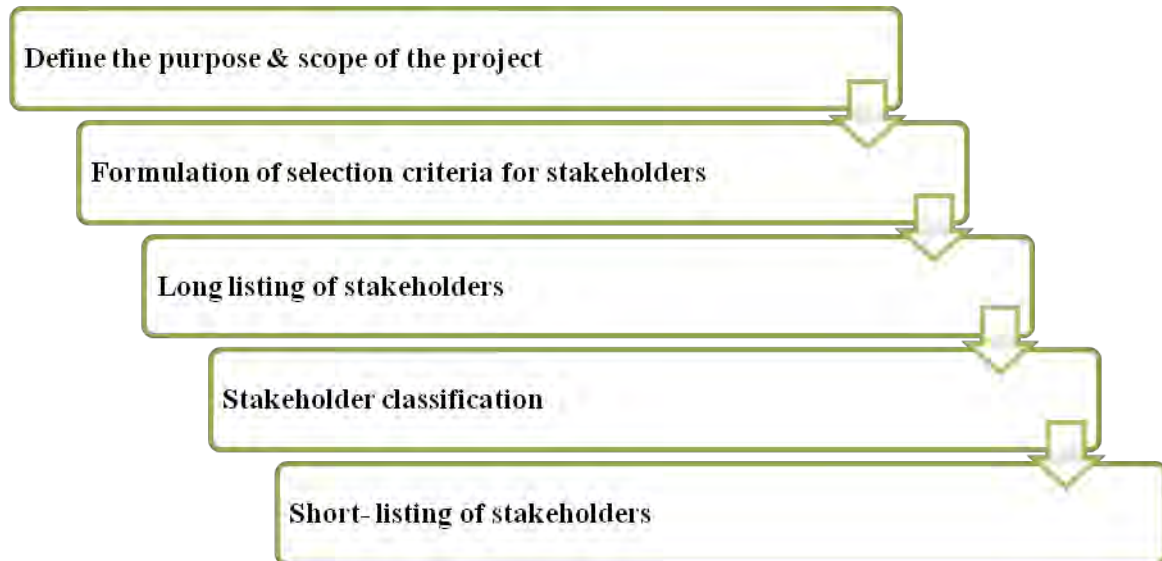 Define the purpose & scope of the project
Formulation of selection criteria for stakeholders
Long listing of stakeholders
Stakeholder classification
Short- listing of stakeholders